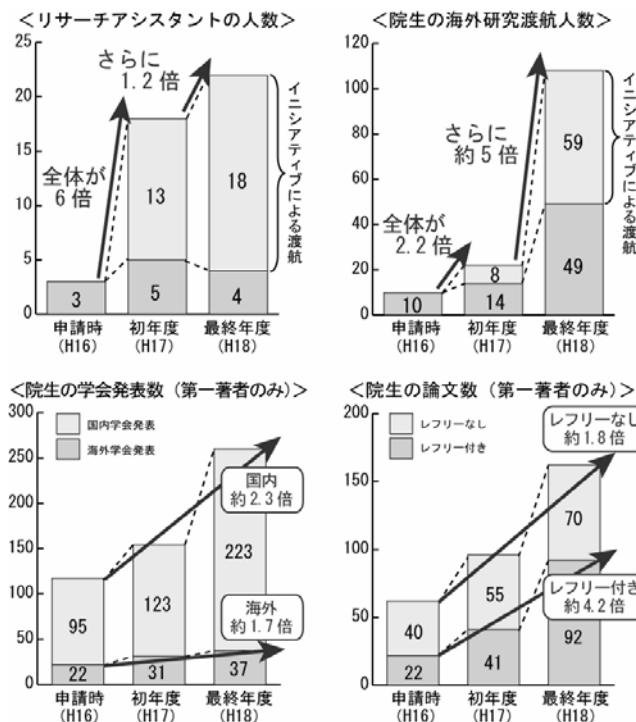 <リサーチアシスタントの人数>
25
20
15
10
5
0
さらに
1.2 倍
全体が
6 倍
13
18
3
5
4
イニシアティブによる渡航
申請時
(H16)
初年度
(H17)
最終年度
(H18)
<院生の海外研究渡航人数>
120
100
80
60
40
20
0
さらに
約 5 倍
全体が
2.2 倍
59
8
10
14
49
イニシアティブによる渡航
申請時
(H16)
初年度
(H17)
最終年度
(H18)
<院生の学会発表数 (第一著者のみ)>
300
250
200
150
100
50
0
国内学会発表
海外学会発表
国内
約 2.3 倍
223
95
123
海外
約 1.7 倍
22
31
37
申請時
(H16)
初年度
(H17)
最終年度
(H18)
<院生の論文数 (第一著者のみ)>
200
150
100
50
0
レフリーなし
レフリー付き
レフリーなし
約 1.8 倍
70
55
40
レフリー付き
約 4.2 倍
22
41
92
申請時
(H16)
初年度
(H17)
最終年度
(H18)